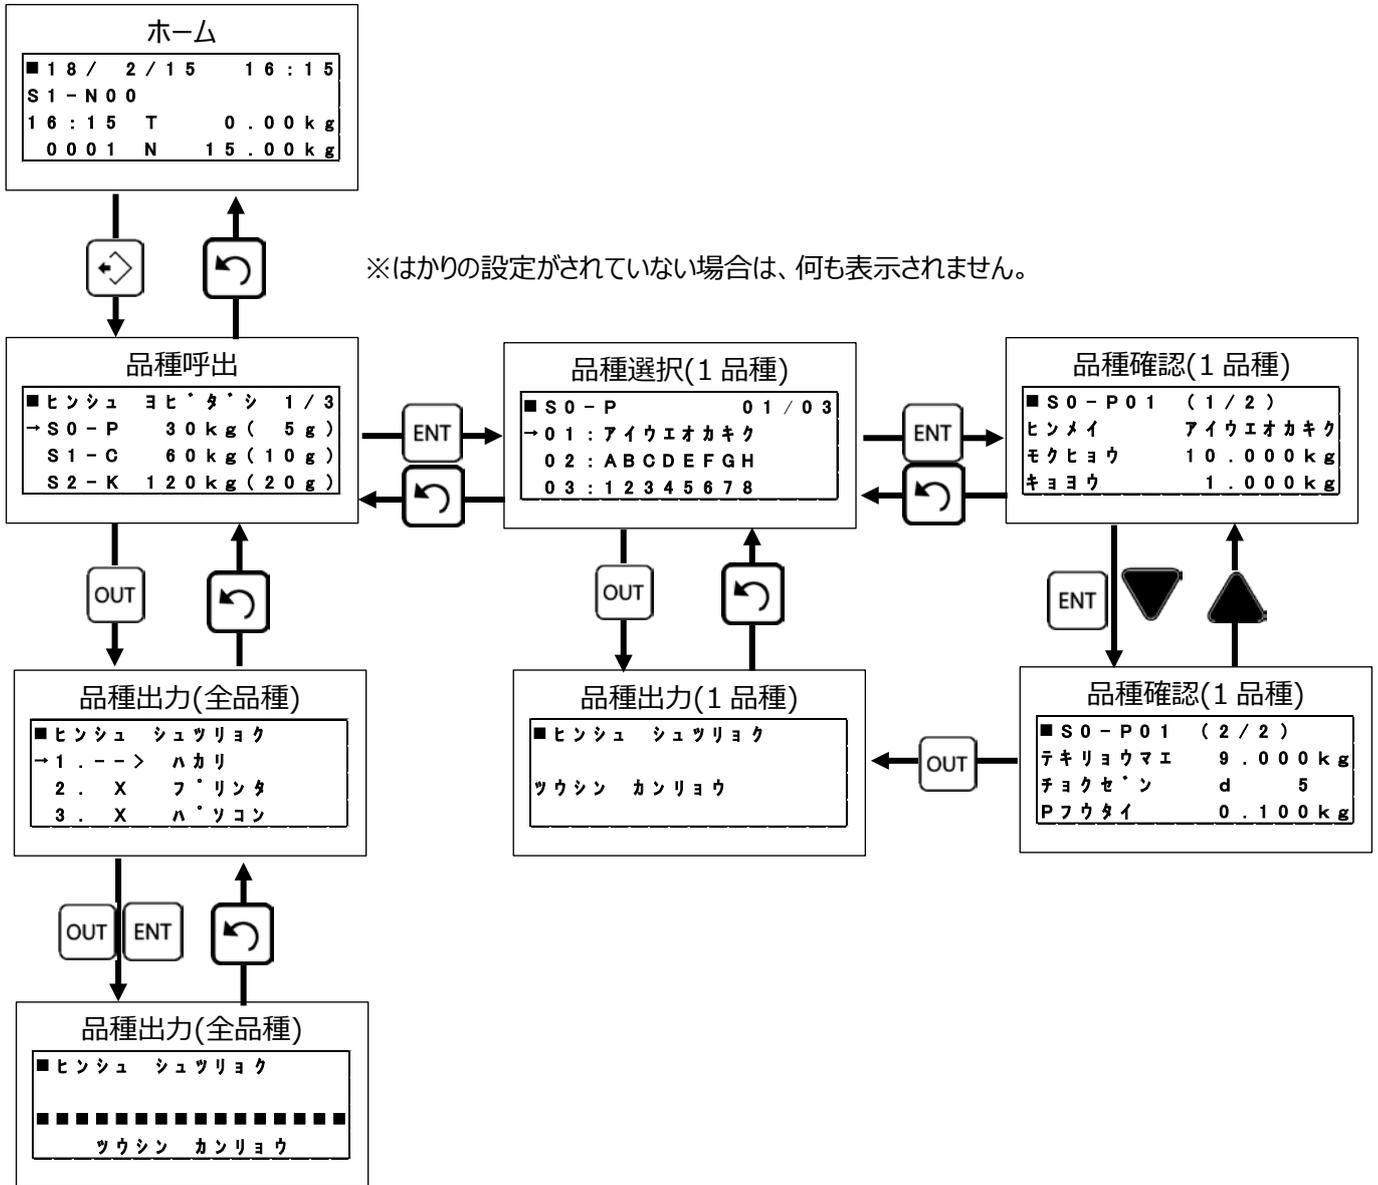 ホーム
■18/ 2/15 16:15
S1-N00
16:15 T 0.00kg
0001 N 15.00kg
※はかりの設定がされていない場合は、何も表示されません。
品種呼出
■ヒンシュ ヨビダシ 1/3
→S0-P 30kg( 5g)
S1-C 60kg(10g)
S2-K 120kg(20g)
ENT
品種選択(1品種)
■S0-P 01/03
→01:アイウエオカキク
02:ABCDEFGH
03:12345678
ENT
品種確認(1品種)
■S0-P01 (1/2)
ヒンメイ アイウエオカキク
モクヒョウ 10.000kg
キョヨウ 1.000kg
OUT
OUT
ENT
品種出力(全品種)
■ヒンシュ シュツリョク
→1.--> ハカリ
2. X プリンタ
3. X パソコン
品種出力(1品種)
■ヒンシュ シュツリョク
ツウシン カンリョウ
OUT
品種確認(1品種)
■S0-P01 (2/2)
テキリョウマエ 9.000kg
チョクゼン d 5
Pフウタイ 0.100kg
OUT ENT
品種出力(全品種)
■ヒンシュ シュツリョク
■■■■■■■■■■■■■■■■
ツウシン カンリョウ